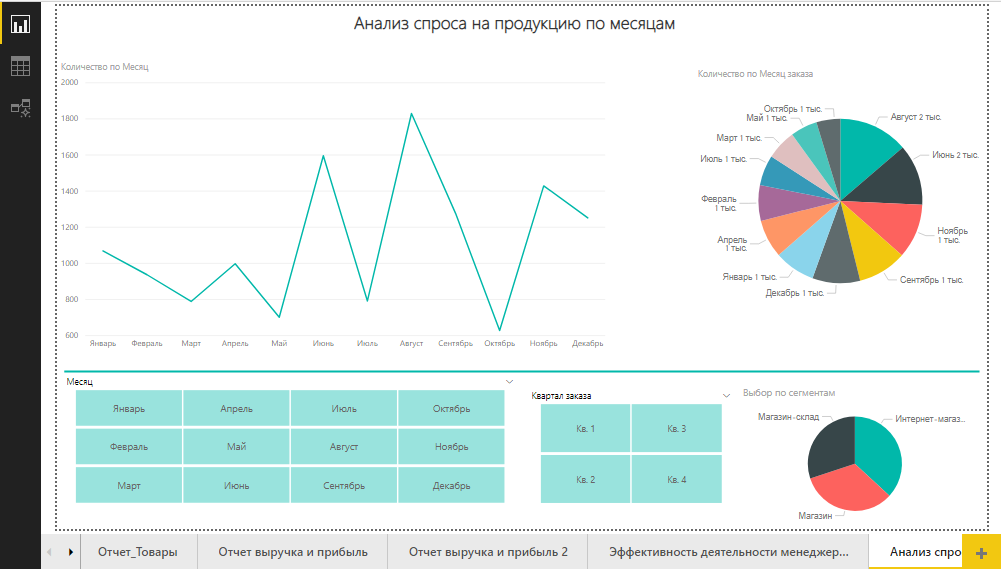 Анализ спроса на продукцию по месяцам
Количество по Месяц
2000
1800
1600
1400
1200
1000
800
600
Январь
Февраль
Март
Апрель
Май
Июнь
Июль
Август
Сентябрь
Октябрь
Ноябрь
Декабрь
Количество по Месяц заказа
Октябрь 1 тыс.
Август 2 тыс.
Май 1 тыс.
Март 1 тыс.
Июнь 2 тыс.
Июль 1 тыс.
Февраль
1 тыс.
Ноябрь
1 тыс.
Апрель
1 тыс.
Январь 1 тыс.
Сентябрь 1 тыс.
Декабрь 1 тыс.
Месяц
Январь
Апрель
Июль
Октябрь
Февраль
Май
Август
Ноябрь
Март
Июнь
Сентябрь
Декабрь
Квартал заказа
Кв. 1
Кв. 3
Кв. 2
Кв. 4
Выбор по сегментам
Магазин-склад
Интернет-магаз...
Магазин
Отчет_Товары
Отчет выручка и прибыль
Отчет выручка и прибыль 2
Эффективность деятельности менеджер...
Анализ спро